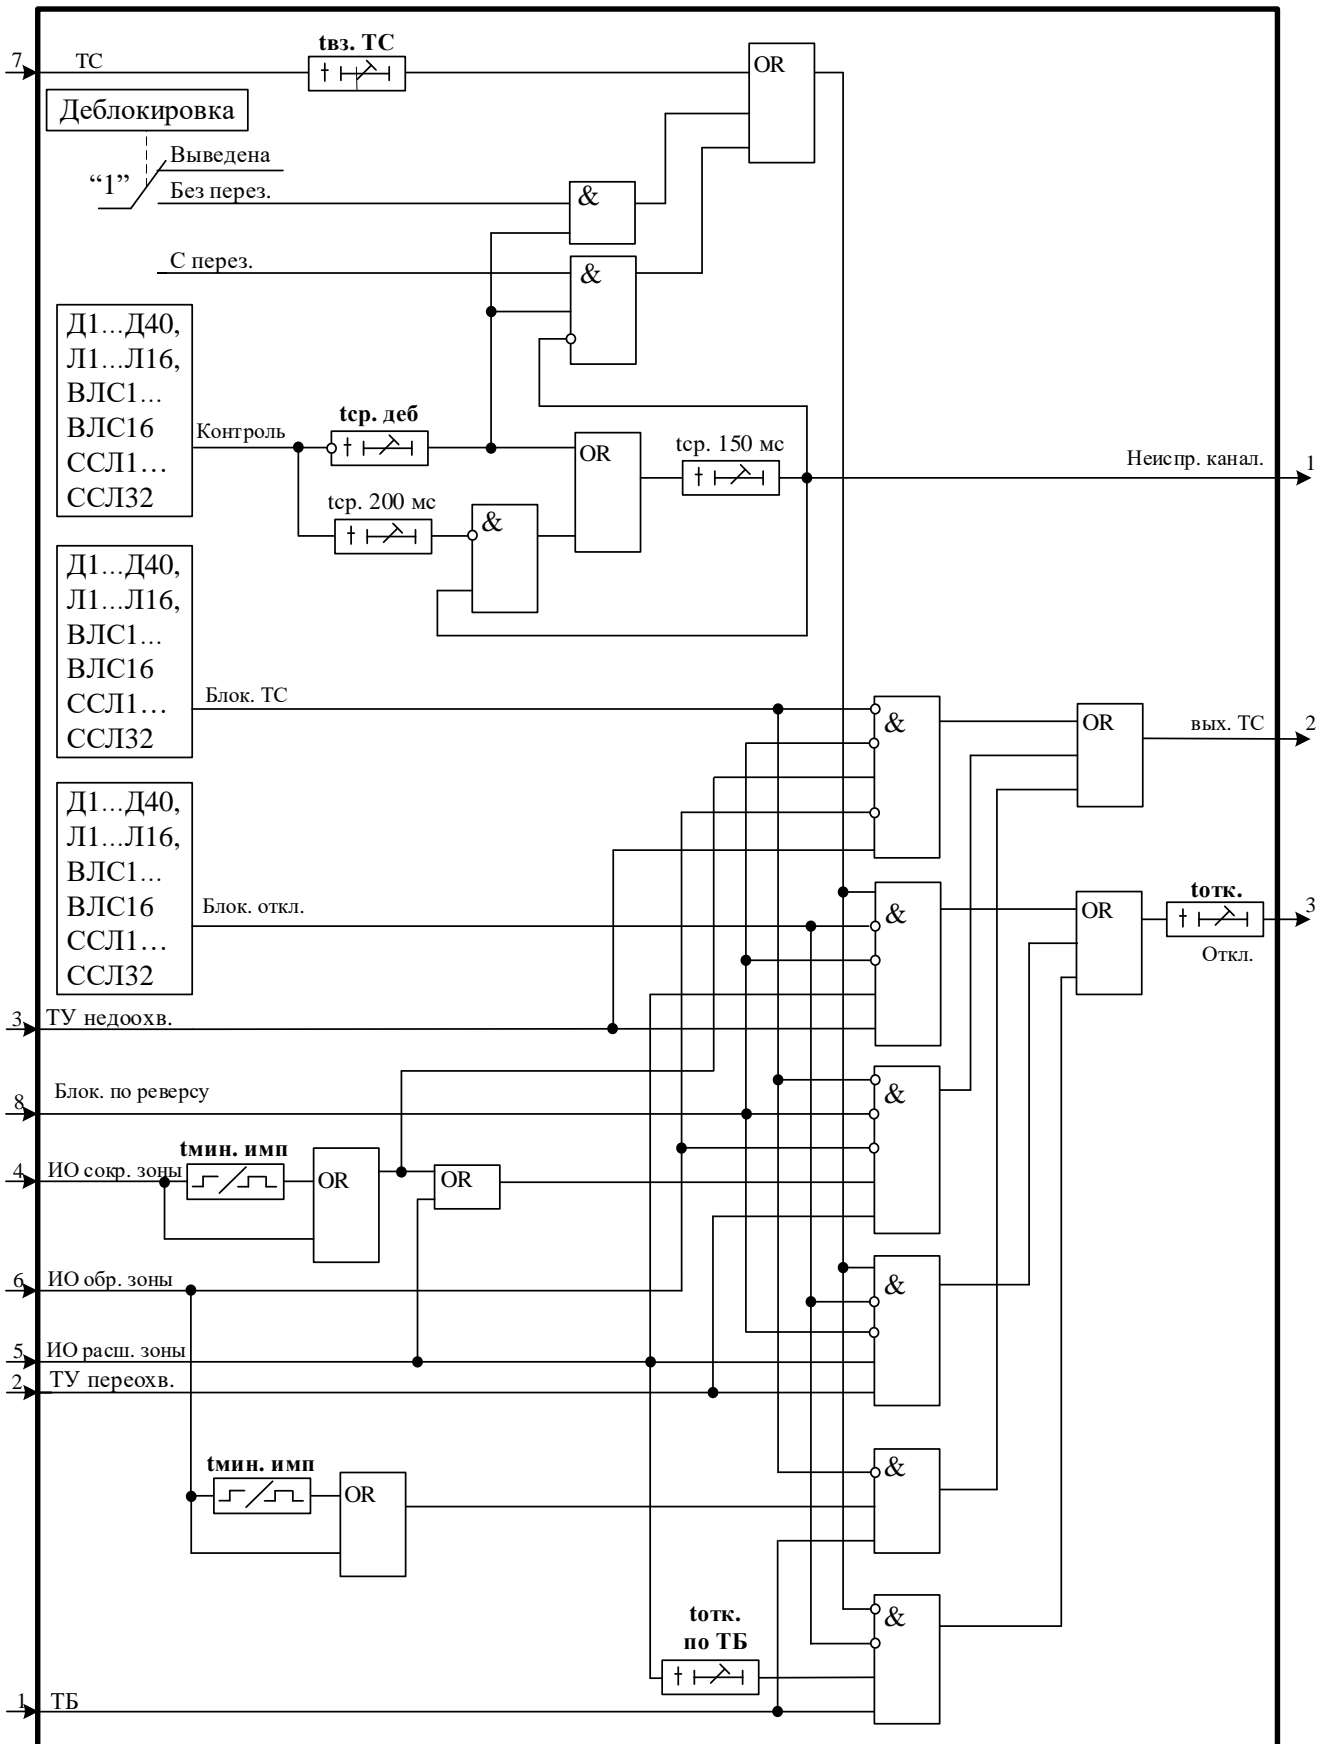 tвз. ТС
7
ТС
OR
Деблокировка
Выведена
“1”
Без перез.
&
С перез.
&
Д1...Д40,
Л1...Л16,
ВЛС1...
ВЛС16
ССЛ1...
ССЛ32
Контроль
tср. деб
OR
tср. 150 мс
Неиспр. канал.
1
tср. 200 мс
&
Д1...Д40,
Л1...Л16,
ВЛС1...
ВЛС16
ССЛ1...
ССЛ32
Блок. ТС
&
OR
вых. ТС
2
Д1...Д40,
Л1...Л16,
ВЛС1...
ВЛС16
ССЛ1...
ССЛ32
Блок. откл.
&
OR
tотк.
3
Откл.
3
ТУ недоохв.
&
8
Блок. по реверсу
tмин. имп
4
ИО сокр. зоны
OR
OR
6
ИО обр. зоны
&
5
ИО расш. зоны
2
ТУ переохв.
tмин. имп
OR
&
tотк.
по ТБ
&
1
ТБ